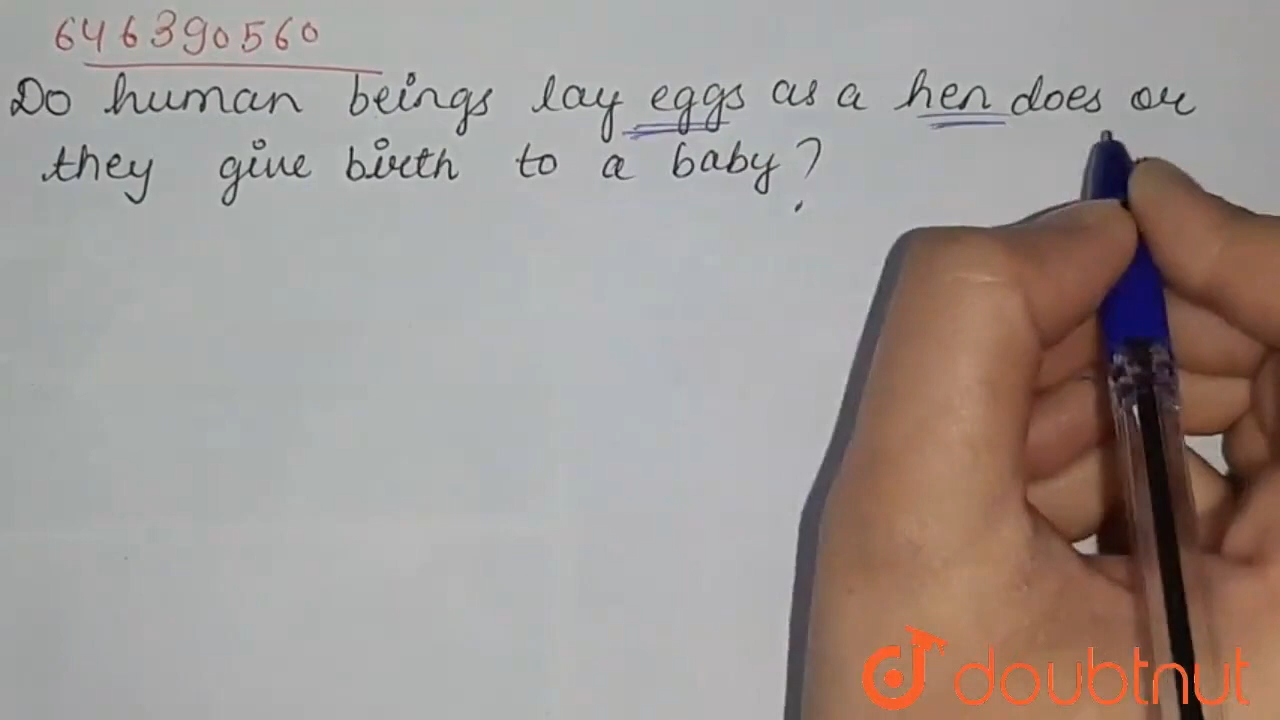 646390560
Do human beings lay eggs as a hen does or
they give birth to a baby?
doubtnut